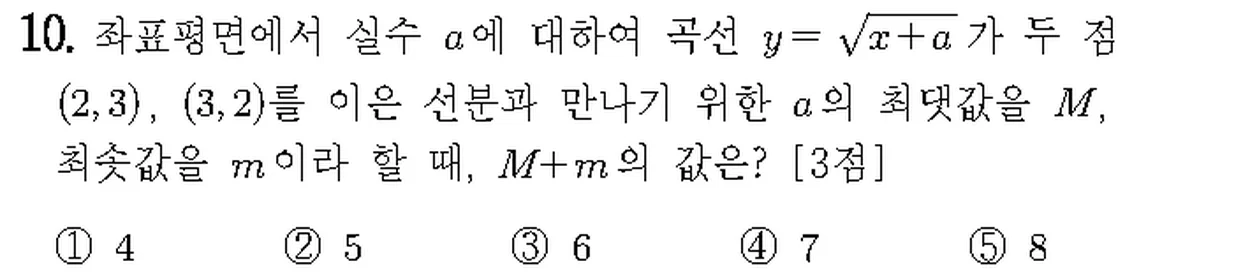 10. 좌표평면에서 실수 a에 대하여 곡선 y=√(x+a) 가 두 점
(2, 3), (3, 2)를 이은 선분과 만나기 위한 a의 최댓값을 M,
최솟값을 m이라 할 때, M+m의 값은? [3점]
① 4 ② 5 ③ 6 ④ 7 ⑤ 8